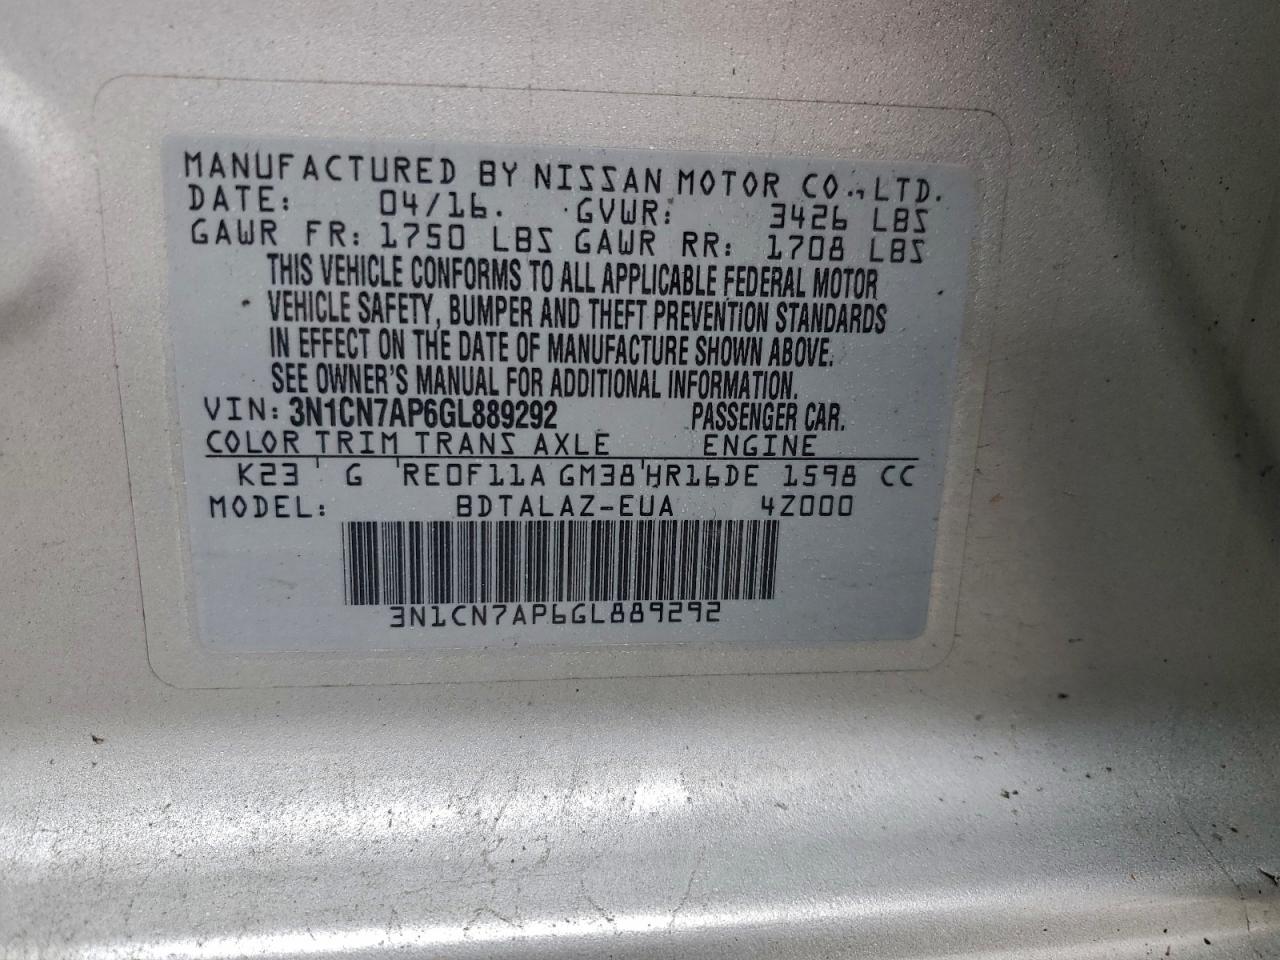 MANUFACTURED BY NISSAN MOTOR CO., LTD.
DATE: 04/16. GVWR: 3426 LBS
GAWR FR: 1750 LBS GAWR RR: 1708 LBS
THIS VEHICLE CONFORMS TO ALL APPLICABLE FEDERAL MOTOR
VEHICLE SAFETY, BUMPER AND THEFT PREVENTION STANDARDS
IN EFFECT ON THE DATE OF MANUFACTURE SHOWN ABOVE.
SEE OWNER'S MANUAL FOR ADDITIONAL INFORMATION.
VIN: 3N1CN7AP6GL889292 PASSENGER CAR.
COLOR TRIM TRANS AXLE ENGINE
K23 G RE0F11A GM38 HR16DE 1598 CC
MODEL: BDTALAZ-EUA 4Z000
3N1CN7AP6GL889292